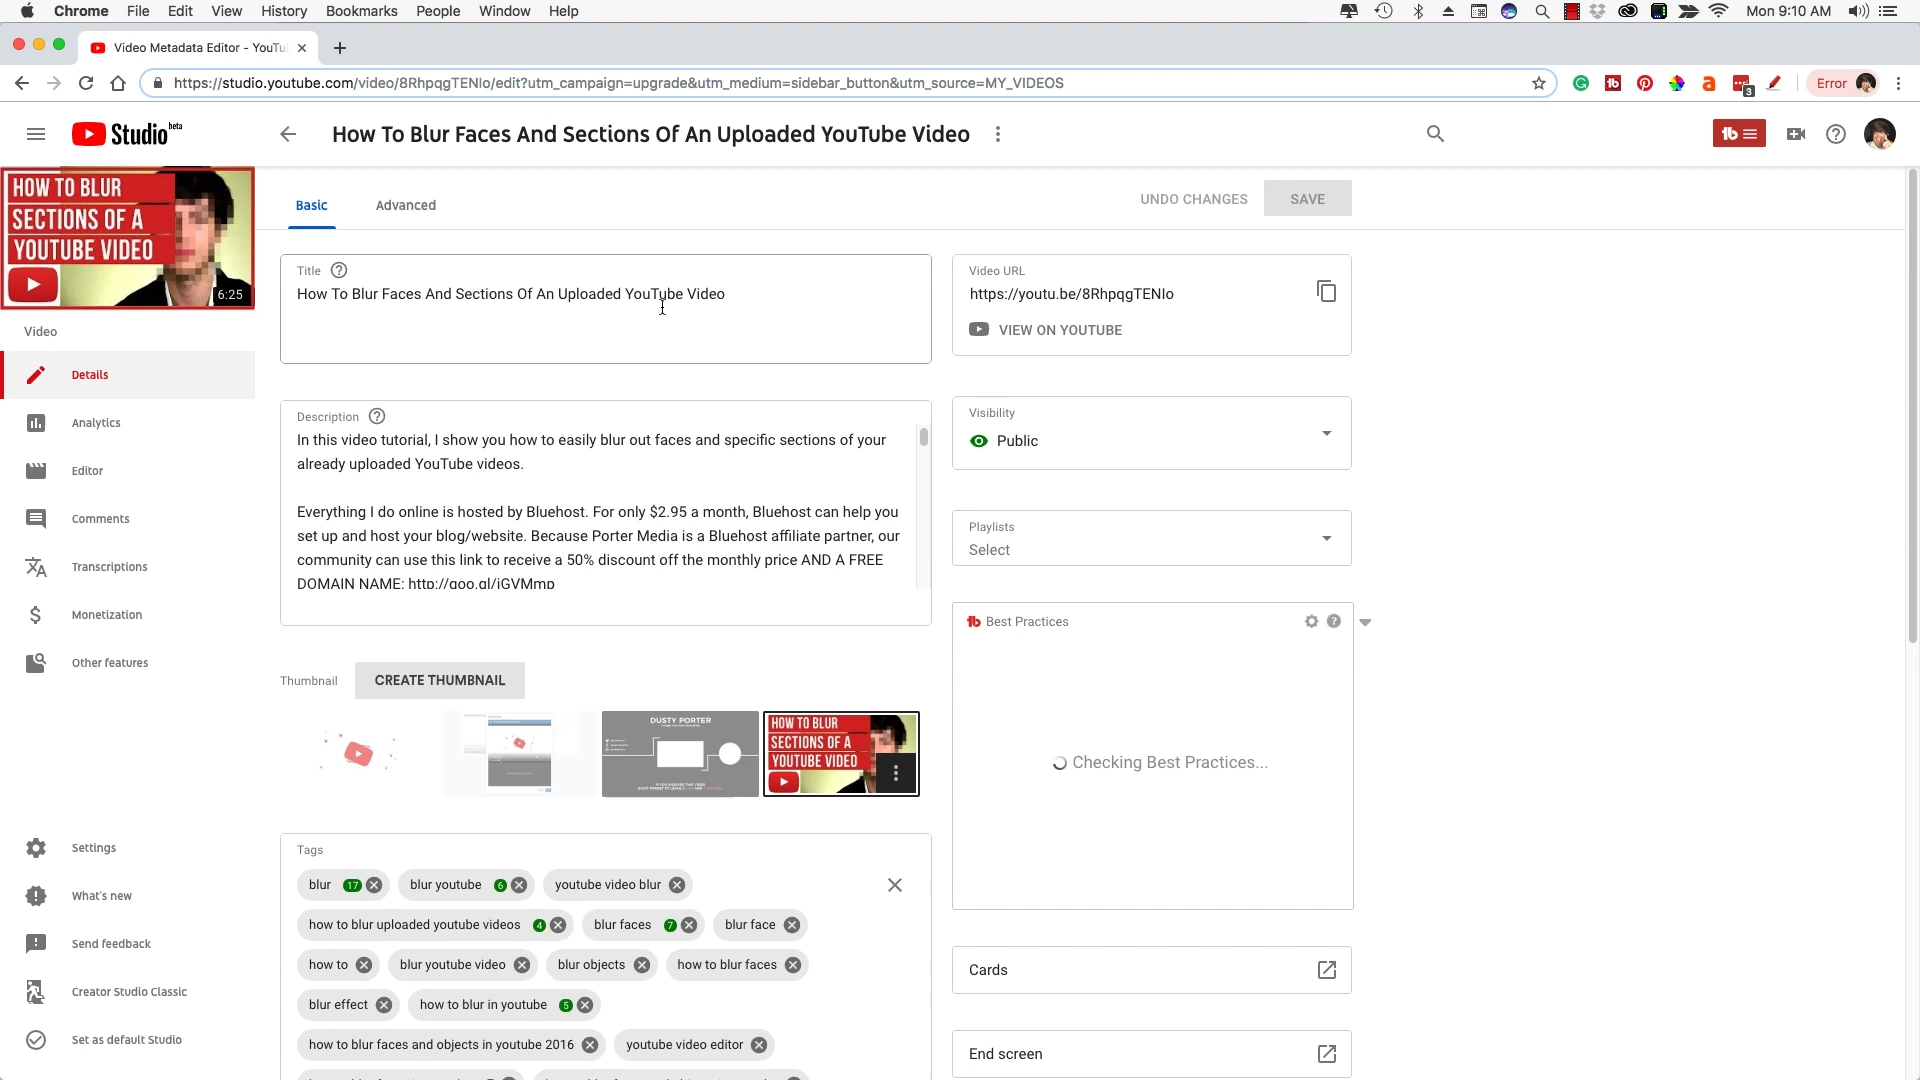 Chrome File Edit View History Bookmarks People Window Help
Mon 9:10 AM
Video Metadata Editor - YouTu
https://studio.youtube.com/video/8RhpqgTENIo/edit?utm_campaign=upgrade&utm_medium=sidebar_button&utm_source=MY_VIDEOS
3
Error
Studio beta
How To Blur Faces And Sections Of An Uploaded YouTube Video
tb
HOW TO BLUR
SECTIONS OF A
YOUTUBE VIDEO
6:25
Video
Details
Analytics
Editor
Comments
Transcriptions
Monetization
Other features
Settings
What's new
Send feedback
Creator Studio Classic
Set as default Studio
Basic
Advanced
UNDO CHANGES
SAVE
Title
How To Blur Faces And Sections Of An Uploaded YouTube Video
Description
In this video tutorial, I show you how to easily blur out faces and specific sections of your
already uploaded YouTube videos.
Everything I do online is hosted by Bluehost. For only $2.95 a month, Bluehost can help you
set up and host your blog/website. Because Porter Media is a Bluehost affiliate partner, our
community can use this link to receive a 50% discount off the monthly price AND A FREE
DOMAIN NAME: http://goo.gl/iGVMmp
Thumbnail
CREATE THUMBNAIL
DUSTY PORTER
HOW TO BLUR
SECTIONS OF A
YOUTUBE VIDEO
Tags
blur 17
blur youtube 6
youtube video blur
how to blur uploaded youtube videos 4
blur faces 7
blur face
how to
blur youtube video
blur objects
how to blur faces
blur effect
how to blur in youtube 5
how to blur faces and objects in youtube 2016
youtube video editor
Video URL
https://youtu.be/8RhpqgTENIo
VIEW ON YOUTUBE
Visibility
Public
Playlists
Select
tb Best Practices
Checking Best Practices...
Cards
End screen